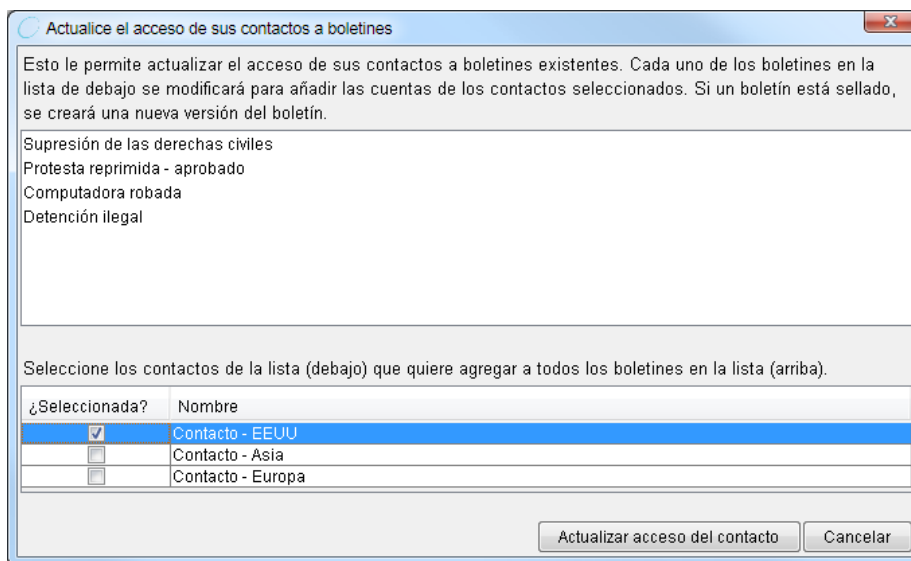 Actualice el acceso de sus contactos a boletines
Esto le permite actualizar el acceso de sus contactos a boletines existentes. Cada uno de los boletines en la
lista de debajo se modificará para añadir las cuentas de los contactos seleccionados. Si un boletín está sellado,
se creará una nueva versión del boletín.
Supresión de las derechas civiles
Protesta reprimida - aprobado
Computadora robada
Detención ilegal
Seleccione los contactos de la lista (debajo) que quiere agregar a todos los boletines en la lista (arriba).
¿Seleccionada? Nombre
Contacto - EEUU
Contacto - Asia
Contacto - Europa
Actualizar acceso del contacto Cancelar